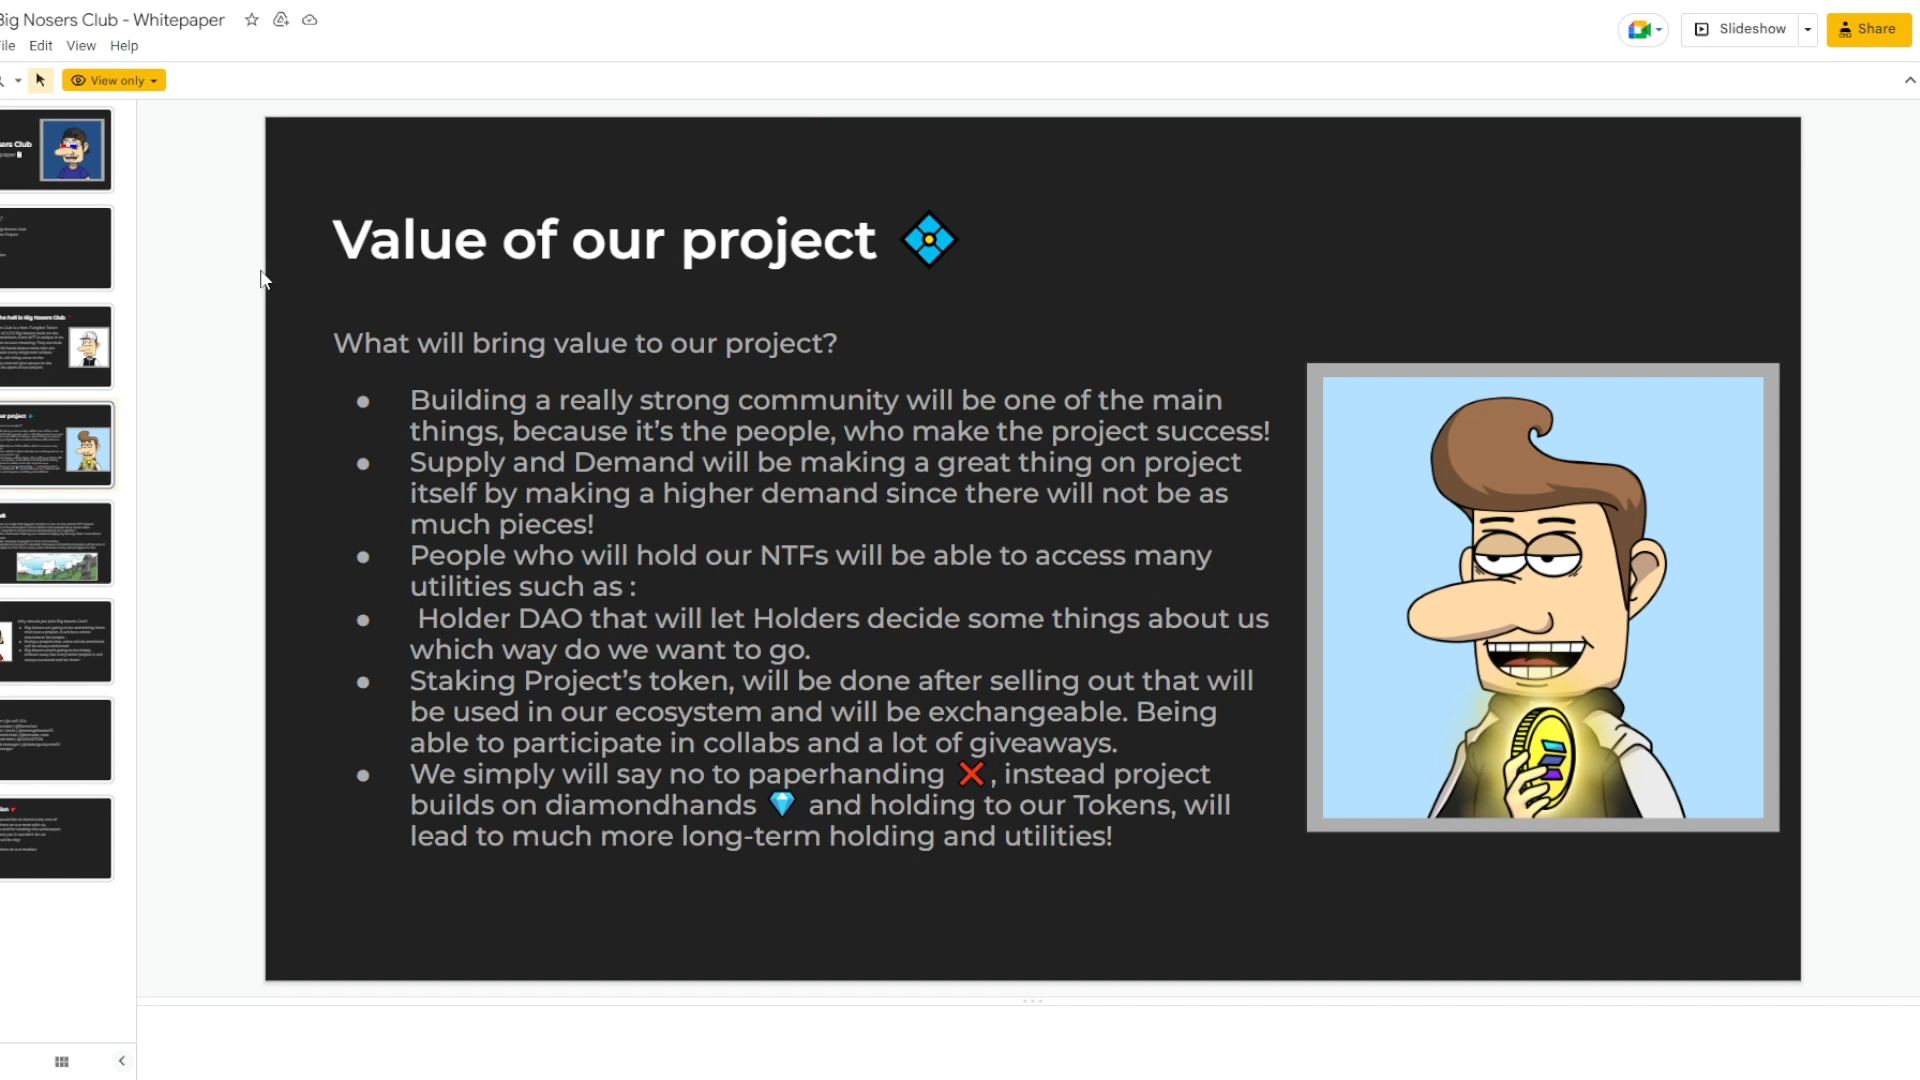 Big Nosers Club - Whitepaper
File Edit View Help
Slideshow
Share
View only
Value of our project 💠
What will bring value to our project?
● Building a really strong community will be one of the main
things, because it’s the people, who make the project success!
● Supply and Demand will be making a great thing on project
itself by making a higher demand since there will not be as
much pieces!
● People who will hold our NTFs will be able to access many
utilities such as :
● Holder DAO that will let Holders decide some things about us
which way do we want to go.
● Staking Project’s token, will be done after selling out that will
be used in our ecosystem and will be exchangeable. Being
able to participate in collabs and a lot of giveaways.
● We simply will say no to paperhanding ❌, instead project
builds on diamondhands 💎 and holding to our Tokens, will
lead to much more long-term holding and utilities!